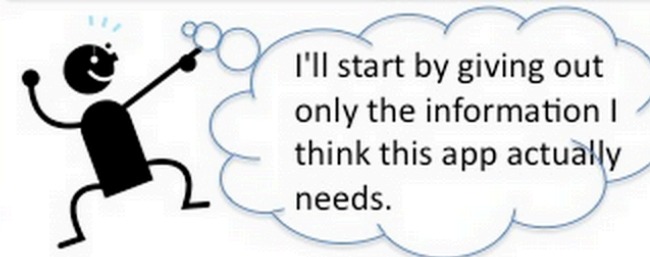 I'll start by giving out
only the information I
think this app actually
needs.